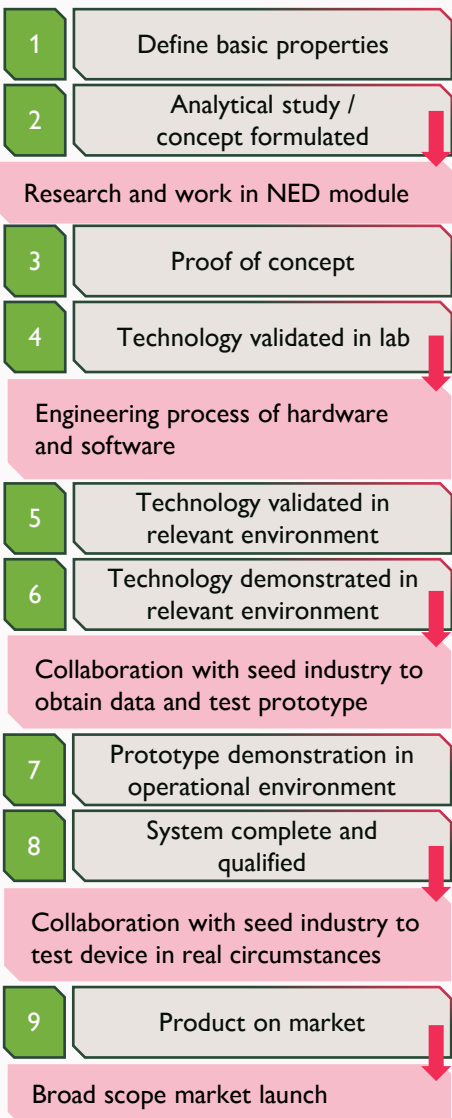 1
Define basic properties
2
Analytical study /
concept formulated
Research and work in NED module
3
Proof of concept
4
Technology validated in lab
Engineering process of hardware
and software
5
Technology validated in
relevant environment
6
Technology demonstrated in
relevant environment
Collaboration with seed industry to
obtain data and test prototype
7
Prototype demonstration in
operational environment
8
System complete and
qualified
Collaboration with seed industry to
test device in real circumstances
9
Product on market
Broad scope market launch